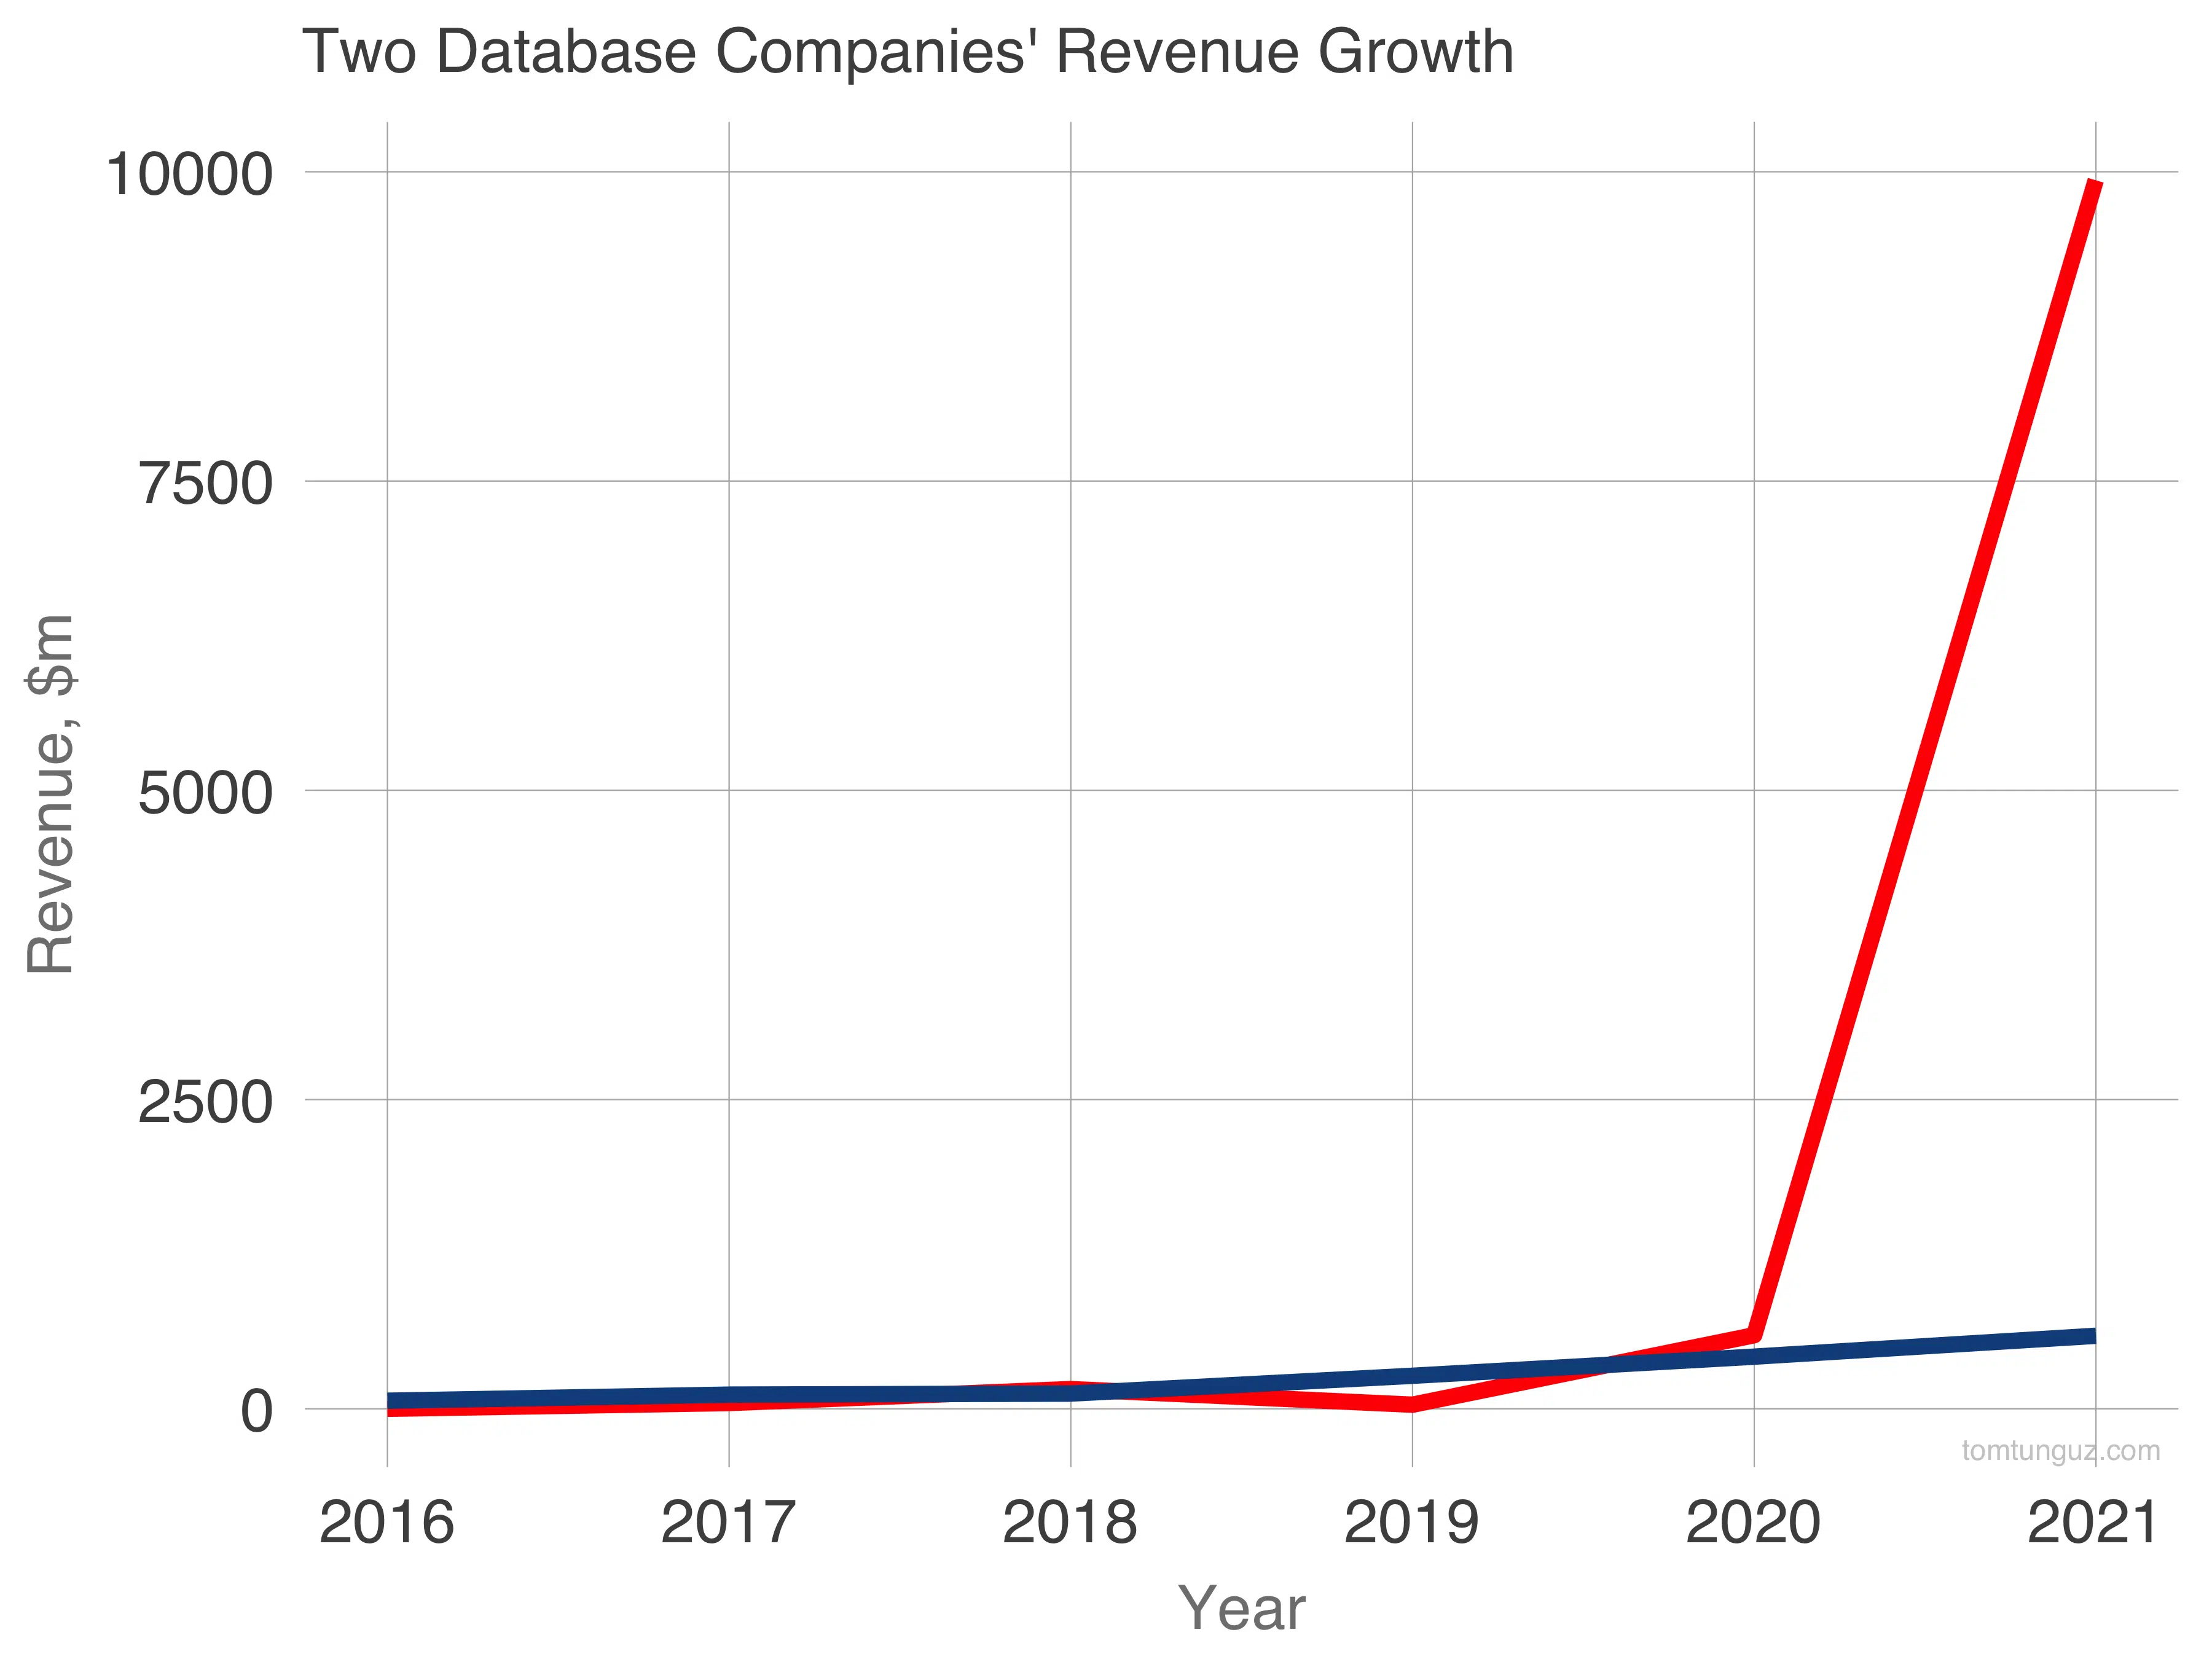 Two Database Companies' Revenue Growth
10000
7500
5000
2500
0
Revenue, $m
tomtunguz.com
2016 2017 2018 2019 2020 2021
Year